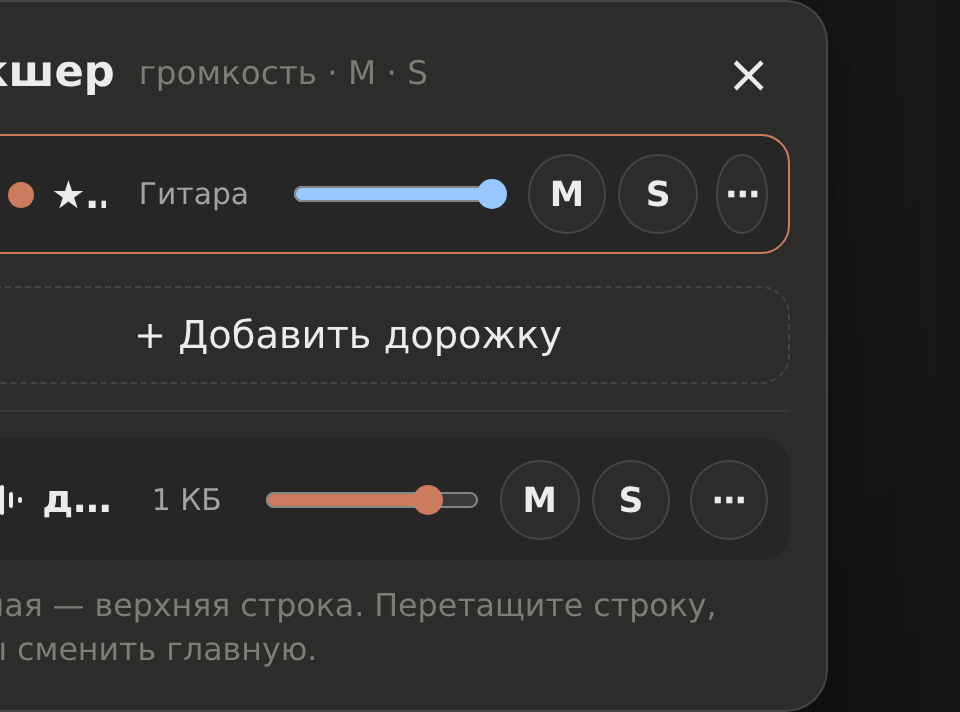 кшер громкость · M · S ×
★.. Гитара M S ...
+ Добавить дорожку
д... 1 КБ M S ...
ная — верхняя строка. Перетащите строку,
ы сменить главную.